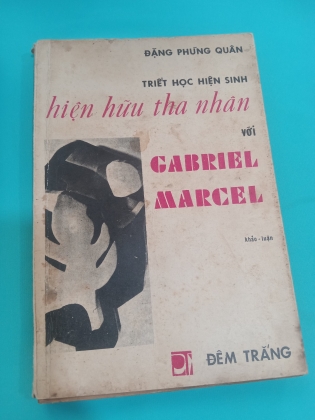 ĐẶNG PHÙNG QUÂN
TRIẾT HỌC HIỆN SINH
hiện hữu tha nhân
với
GABRIEL
MARCEL
khảo - luận
ĐÊM TRẮNG